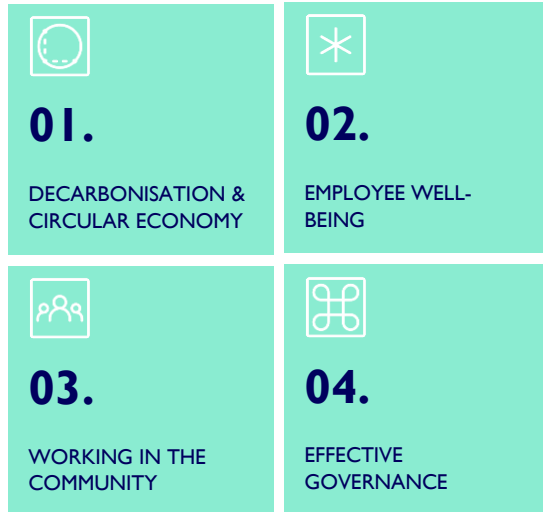 01.
DECARBONISATION &
CIRCULAR ECONOMY
02.
EMPLOYEE WELL-
BEING
03.
WORKING IN THE
COMMUNITY
04.
EFFECTIVE
GOVERNANCE